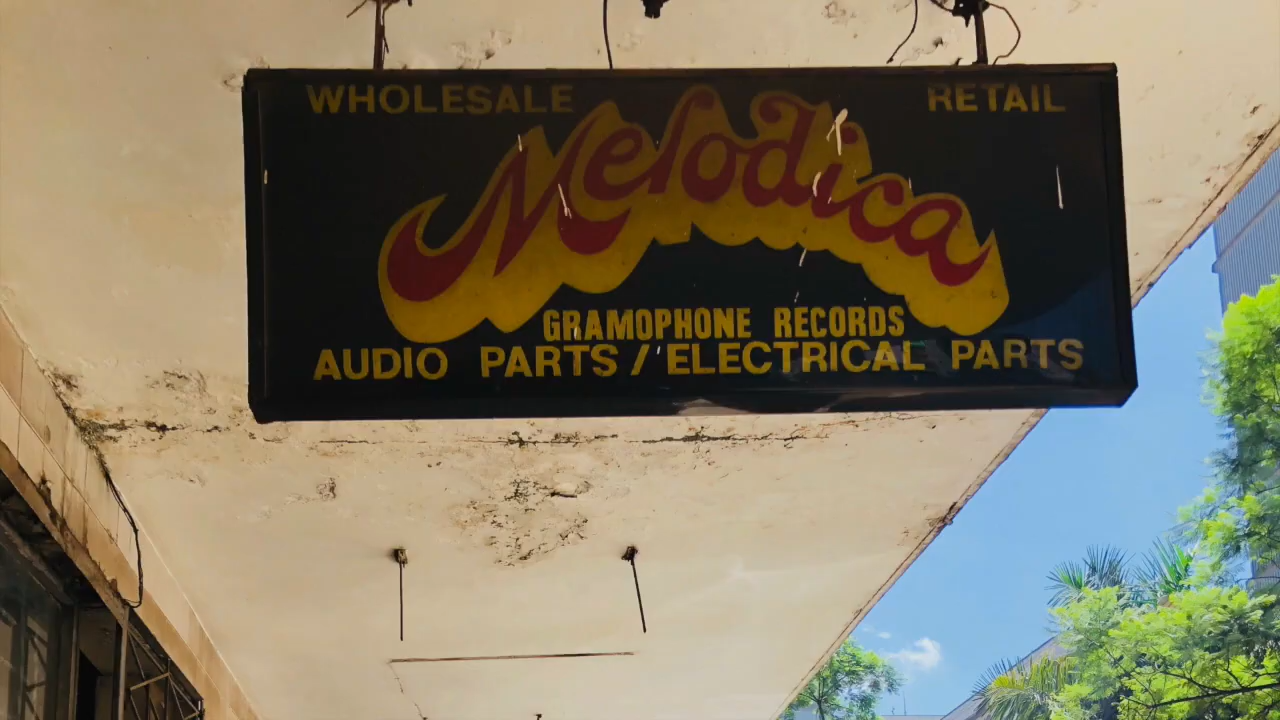 WHOLESALE RETAIL
Melodica
GRAMOPHONE RECORDS
AUDIO PARTS / ELECTRICAL PARTS